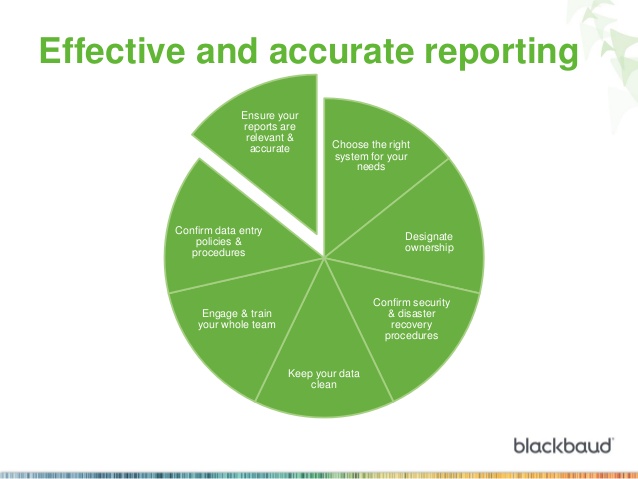 Effective and accurate reporting
Ensure your
reports are
relevant &
accurate
Choose the right
system for your
needs
Designate
ownership
Confirm security
& disaster
recovery
procedures
Keep your data
clean
Engage & train
your whole team
Confirm data entry
policies &
procedures
blackbaud